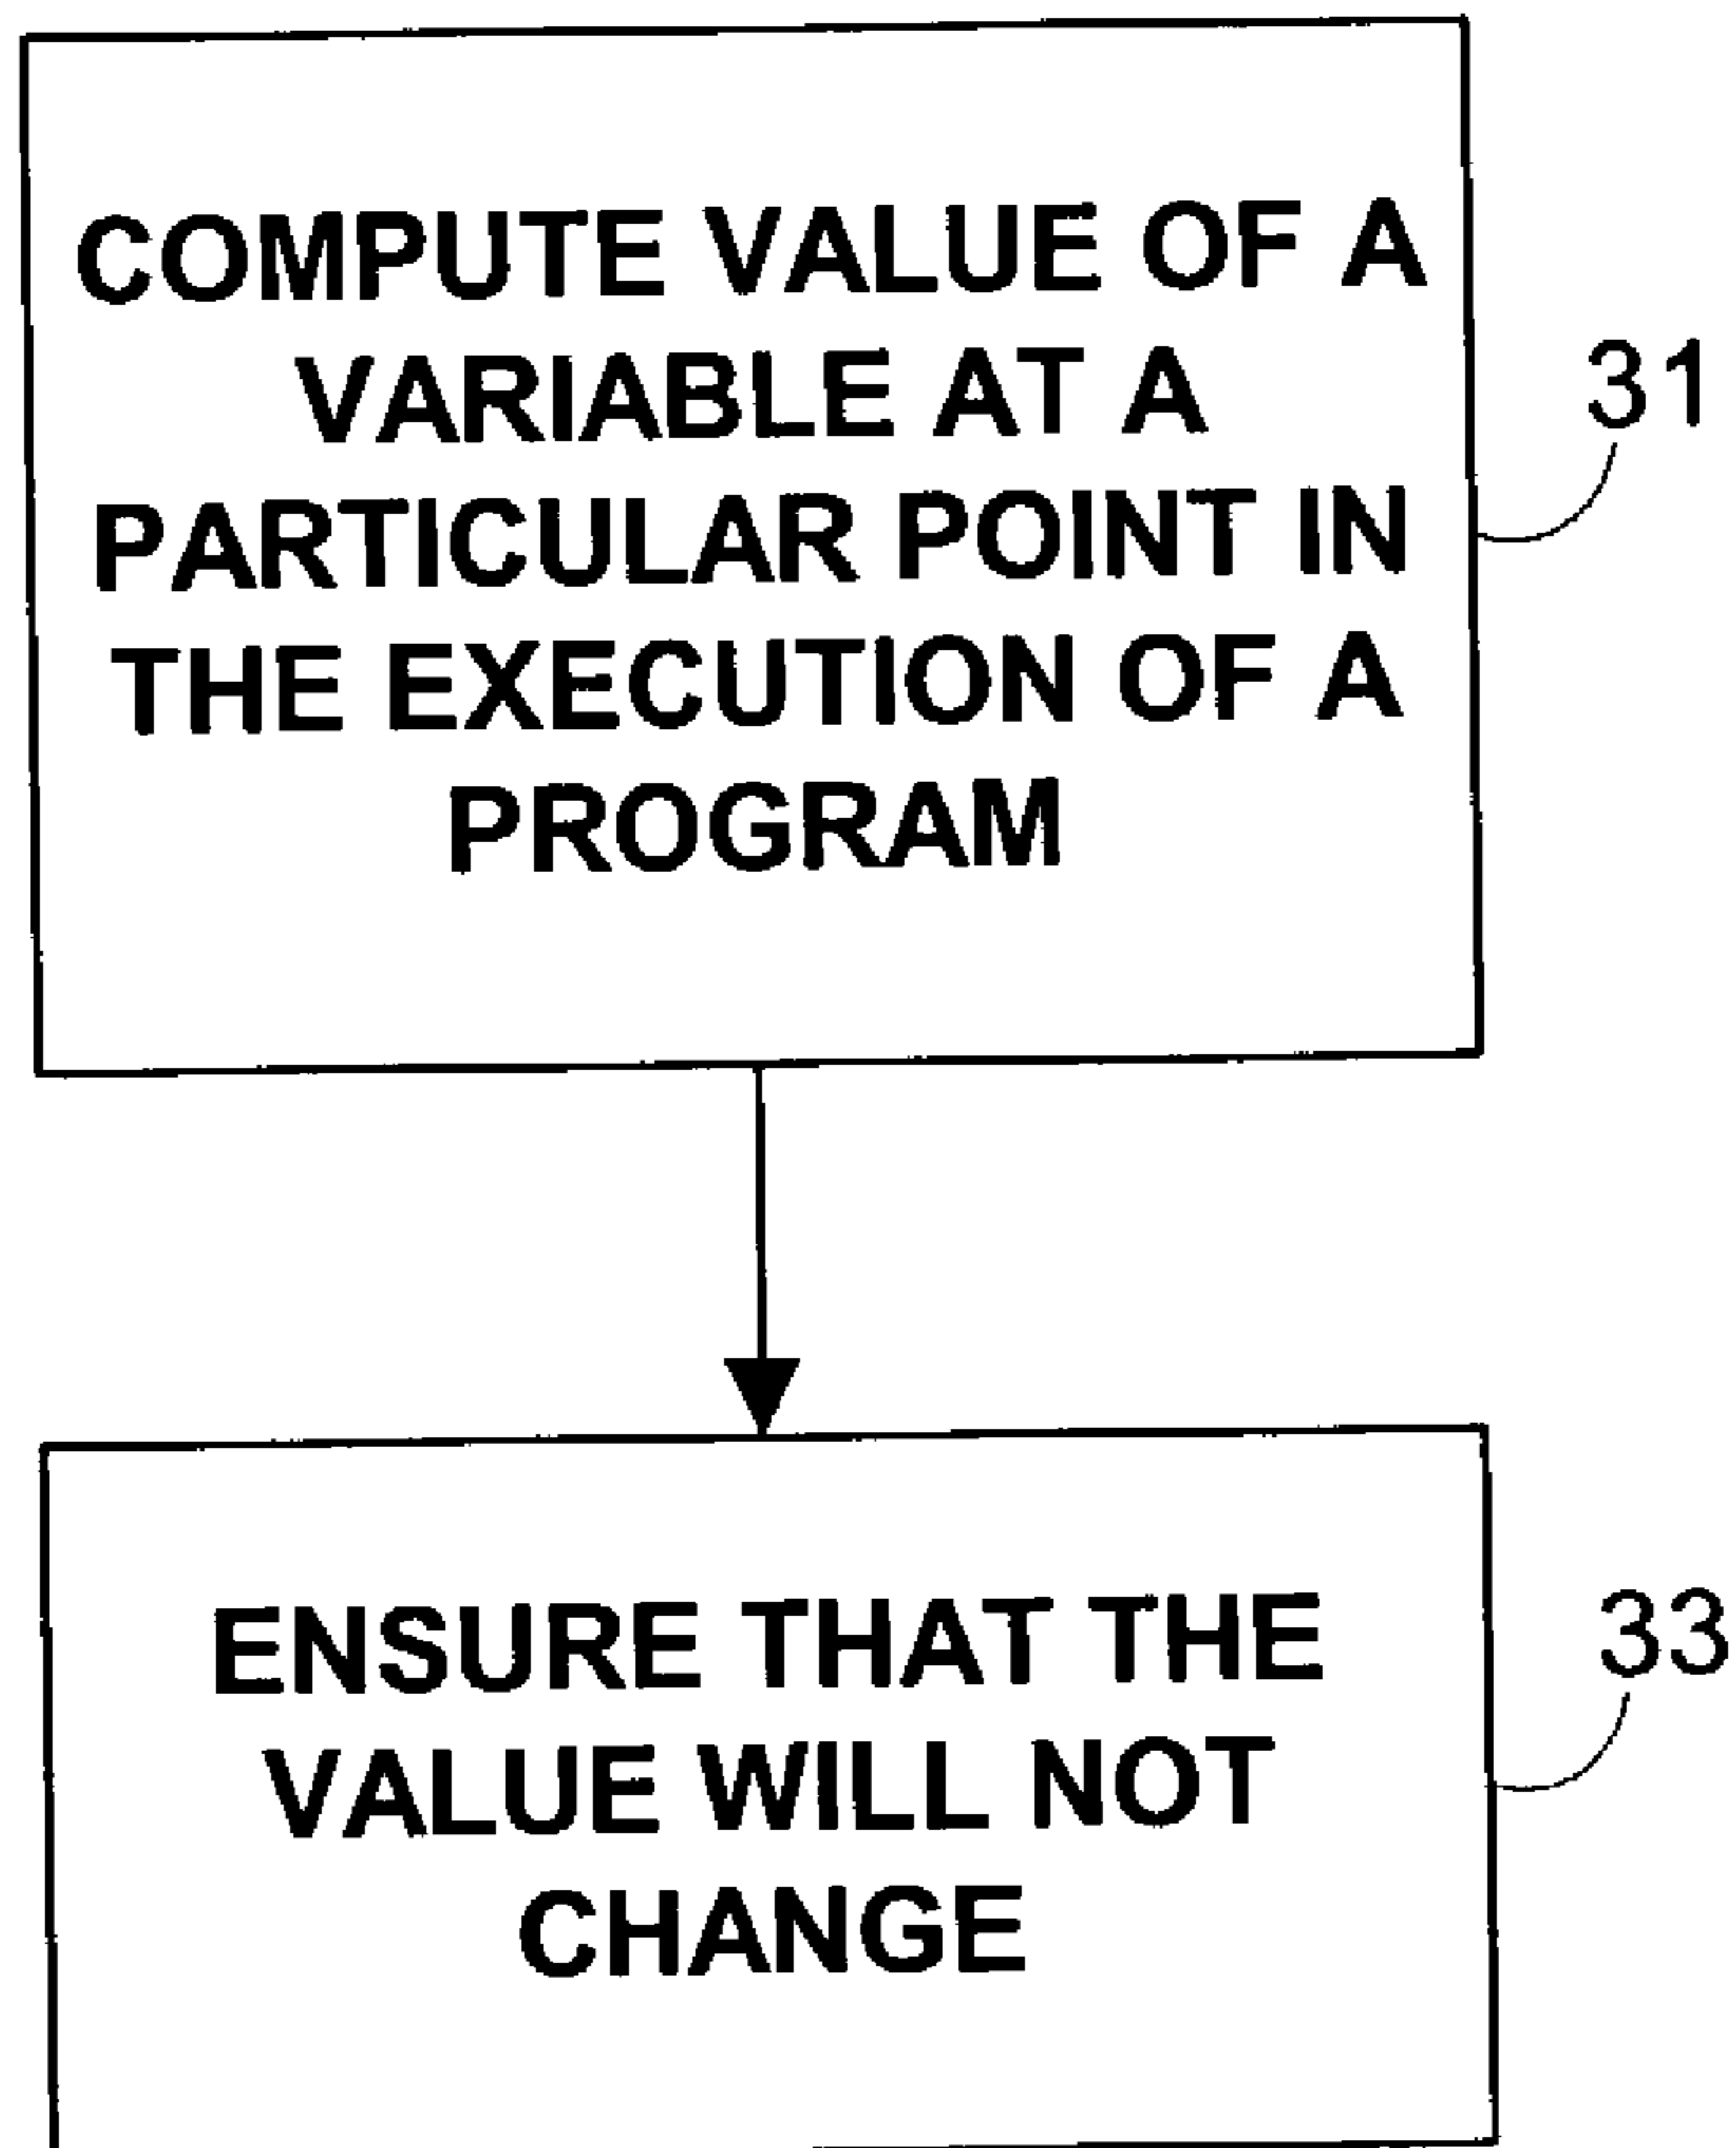 COMPUTE VALUE OF A
VARIABLE AT A
PARTICULAR POINT IN
THE EXECUTION OF A
PROGRAM
31
ENSURE THAT THE
VALUE WILL NOT
CHANGE
33